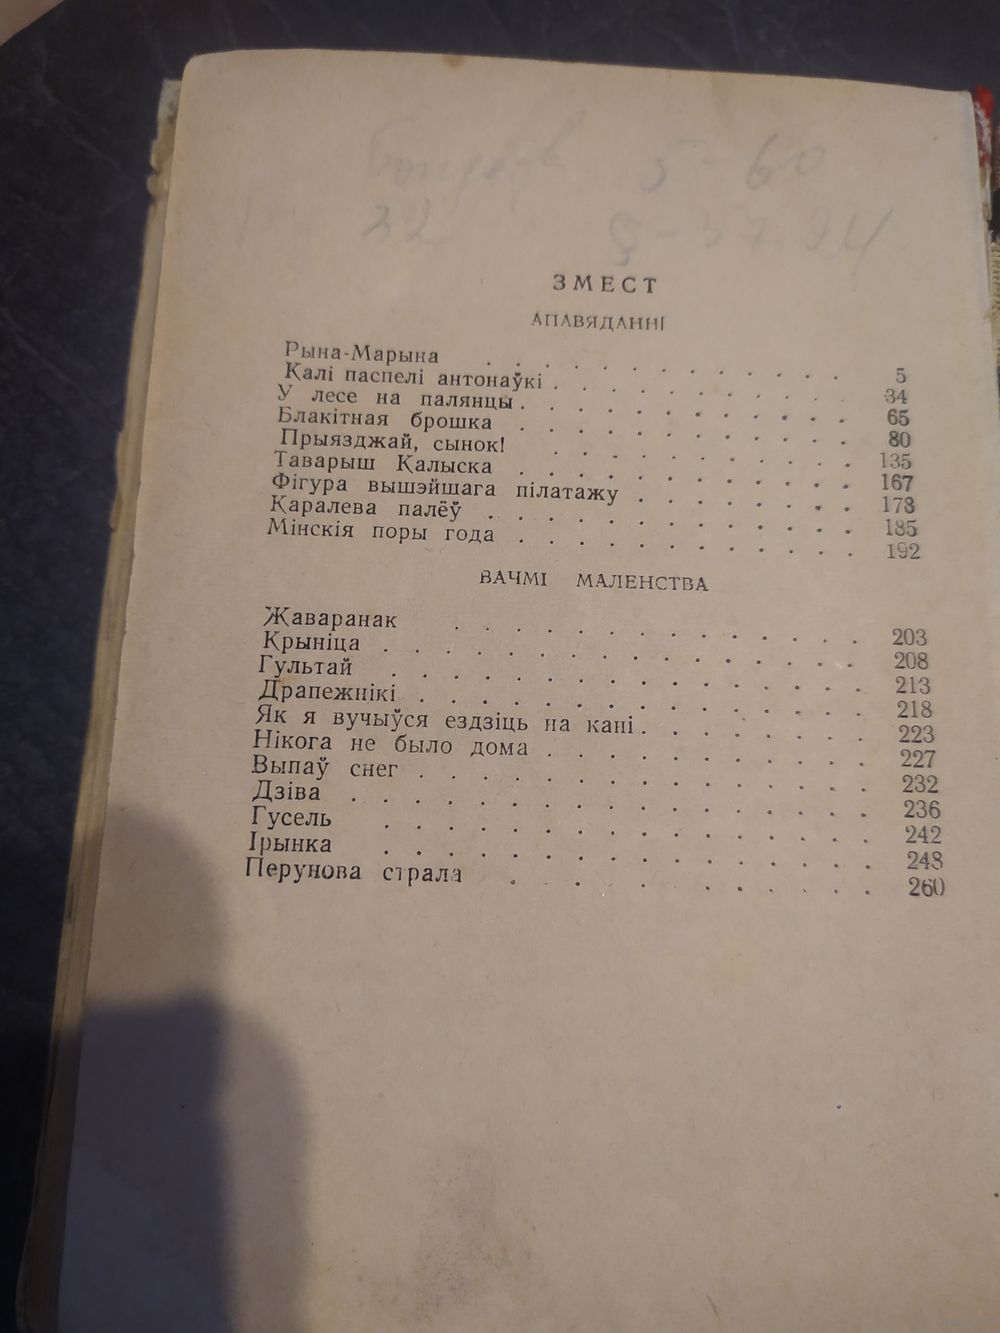 5-60
32
ЗМЕСТ
АПАВЯДАННІ
Рына-Марына . . . . . . . . . . . 5
Калі паспелі антонаўкі . . . . . . . . . . 34
У лесе на палянцы . . . . . . . . . . . 65
Блакітная брошка . . . . . . . . . . . 80
Прыязджай, сынок! . . . . . . . . . . 135
Таварыш Калыска . . . . . . . . . . . 167
Фігура вышэйшага пілатажу . . . . . . . . 173
Каралева палёў . . . . . . . . . . . . 185
Мінскія поры года . . . . . . . . . . . 192
ВАЧМІ МАЛЕНСТВА
Жаваранак . . . . . . . . . . . . . 203
Крыніца . . . . . . . . . . . . . . . 208
Гультай . . . . . . . . . . . . . . . 213
Драпежнікі . . . . . . . . . . . . . . 218
Як я вучыўся ездзіць на кані . . . . . . . . 223
Нікога не было дома . . . . . . . . . . . 227
Выпаў снег . . . . . . . . . . . . . . 232
Дзіва . . . . . . . . . . . . . . . . 236
Гусель . . . . . . . . . . . . . . . 242
Ірынка . . . . . . . . . . . . . . . 248
Перунова страла . . . . . . . . . . 260